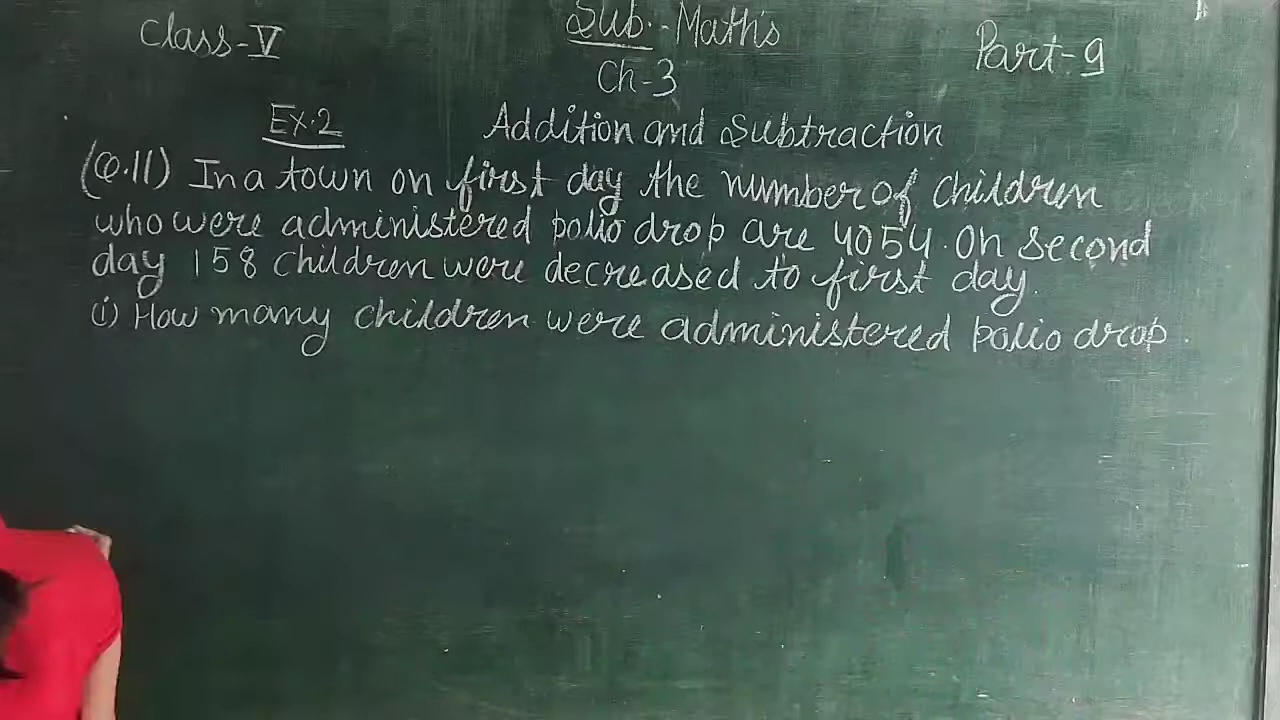 Class-V Sub.-Maths Part-9
Ch-3
Ex.2 Addition and Subtraction
(Q.11) In a town on first day the number of children
who were administered polio drop are 4054. On second
day 158 children were decreased to first day.
(i) How many children were administered polio drop.